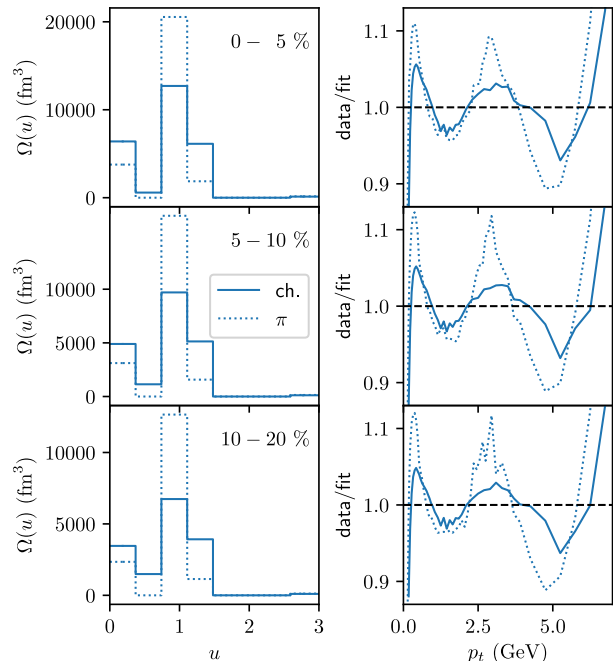 20000
10000
0
Ω(u) (fm³)
0 − 5 %
1.1
1.0
0.9
data/fit
10000
5000
0
Ω(u) (fm³)
5 − 10 %
ch.
π
1.1
1.0
0.9
data/fit
10000
5000
0
Ω(u) (fm³)
10 − 20 %
0 1 2 3
u
1.1
1.0
0.9
data/fit
0.0 2.5 5.0
pₜ (GeV)